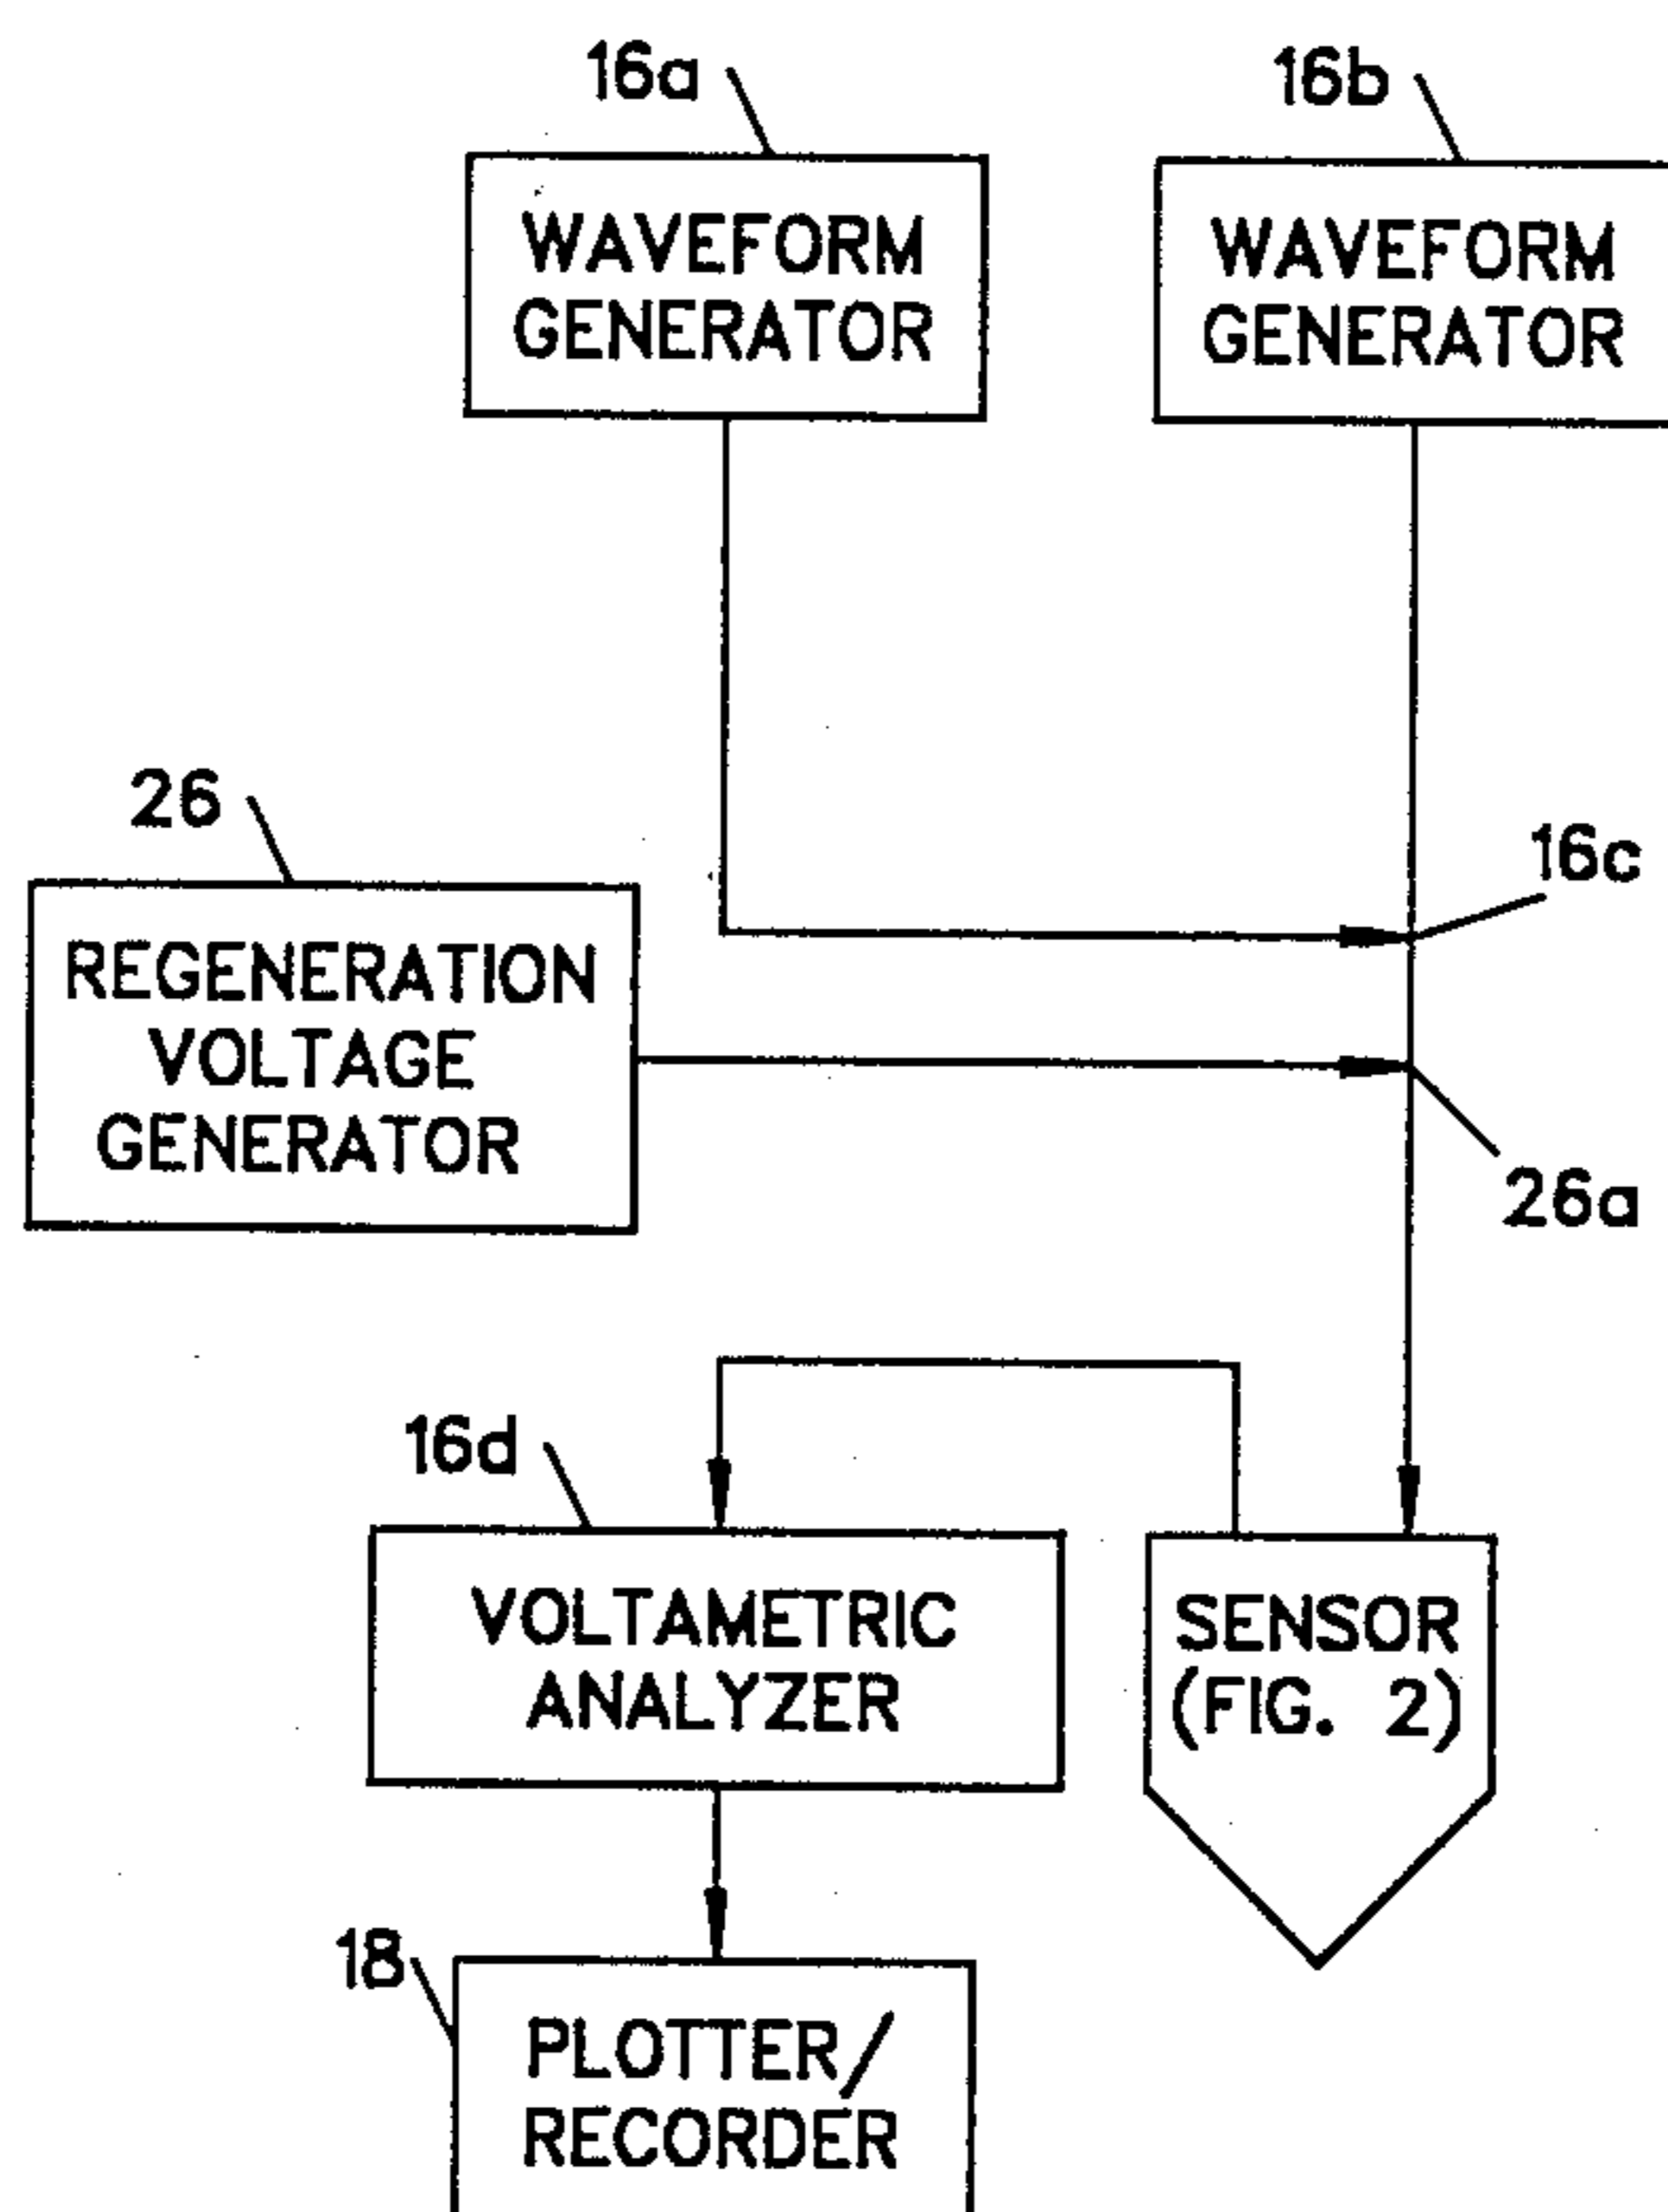 16a
16b
WAVEFORM
GENERATOR
WAVEFORM
GENERATOR
26
16c
REGENERATION
VOLTAGE
GENERATOR
26a
16d
VOLTAMETRIC
ANALYZER
SENSOR
(FIG. 2)
18
PLOTTER/
RECORDER